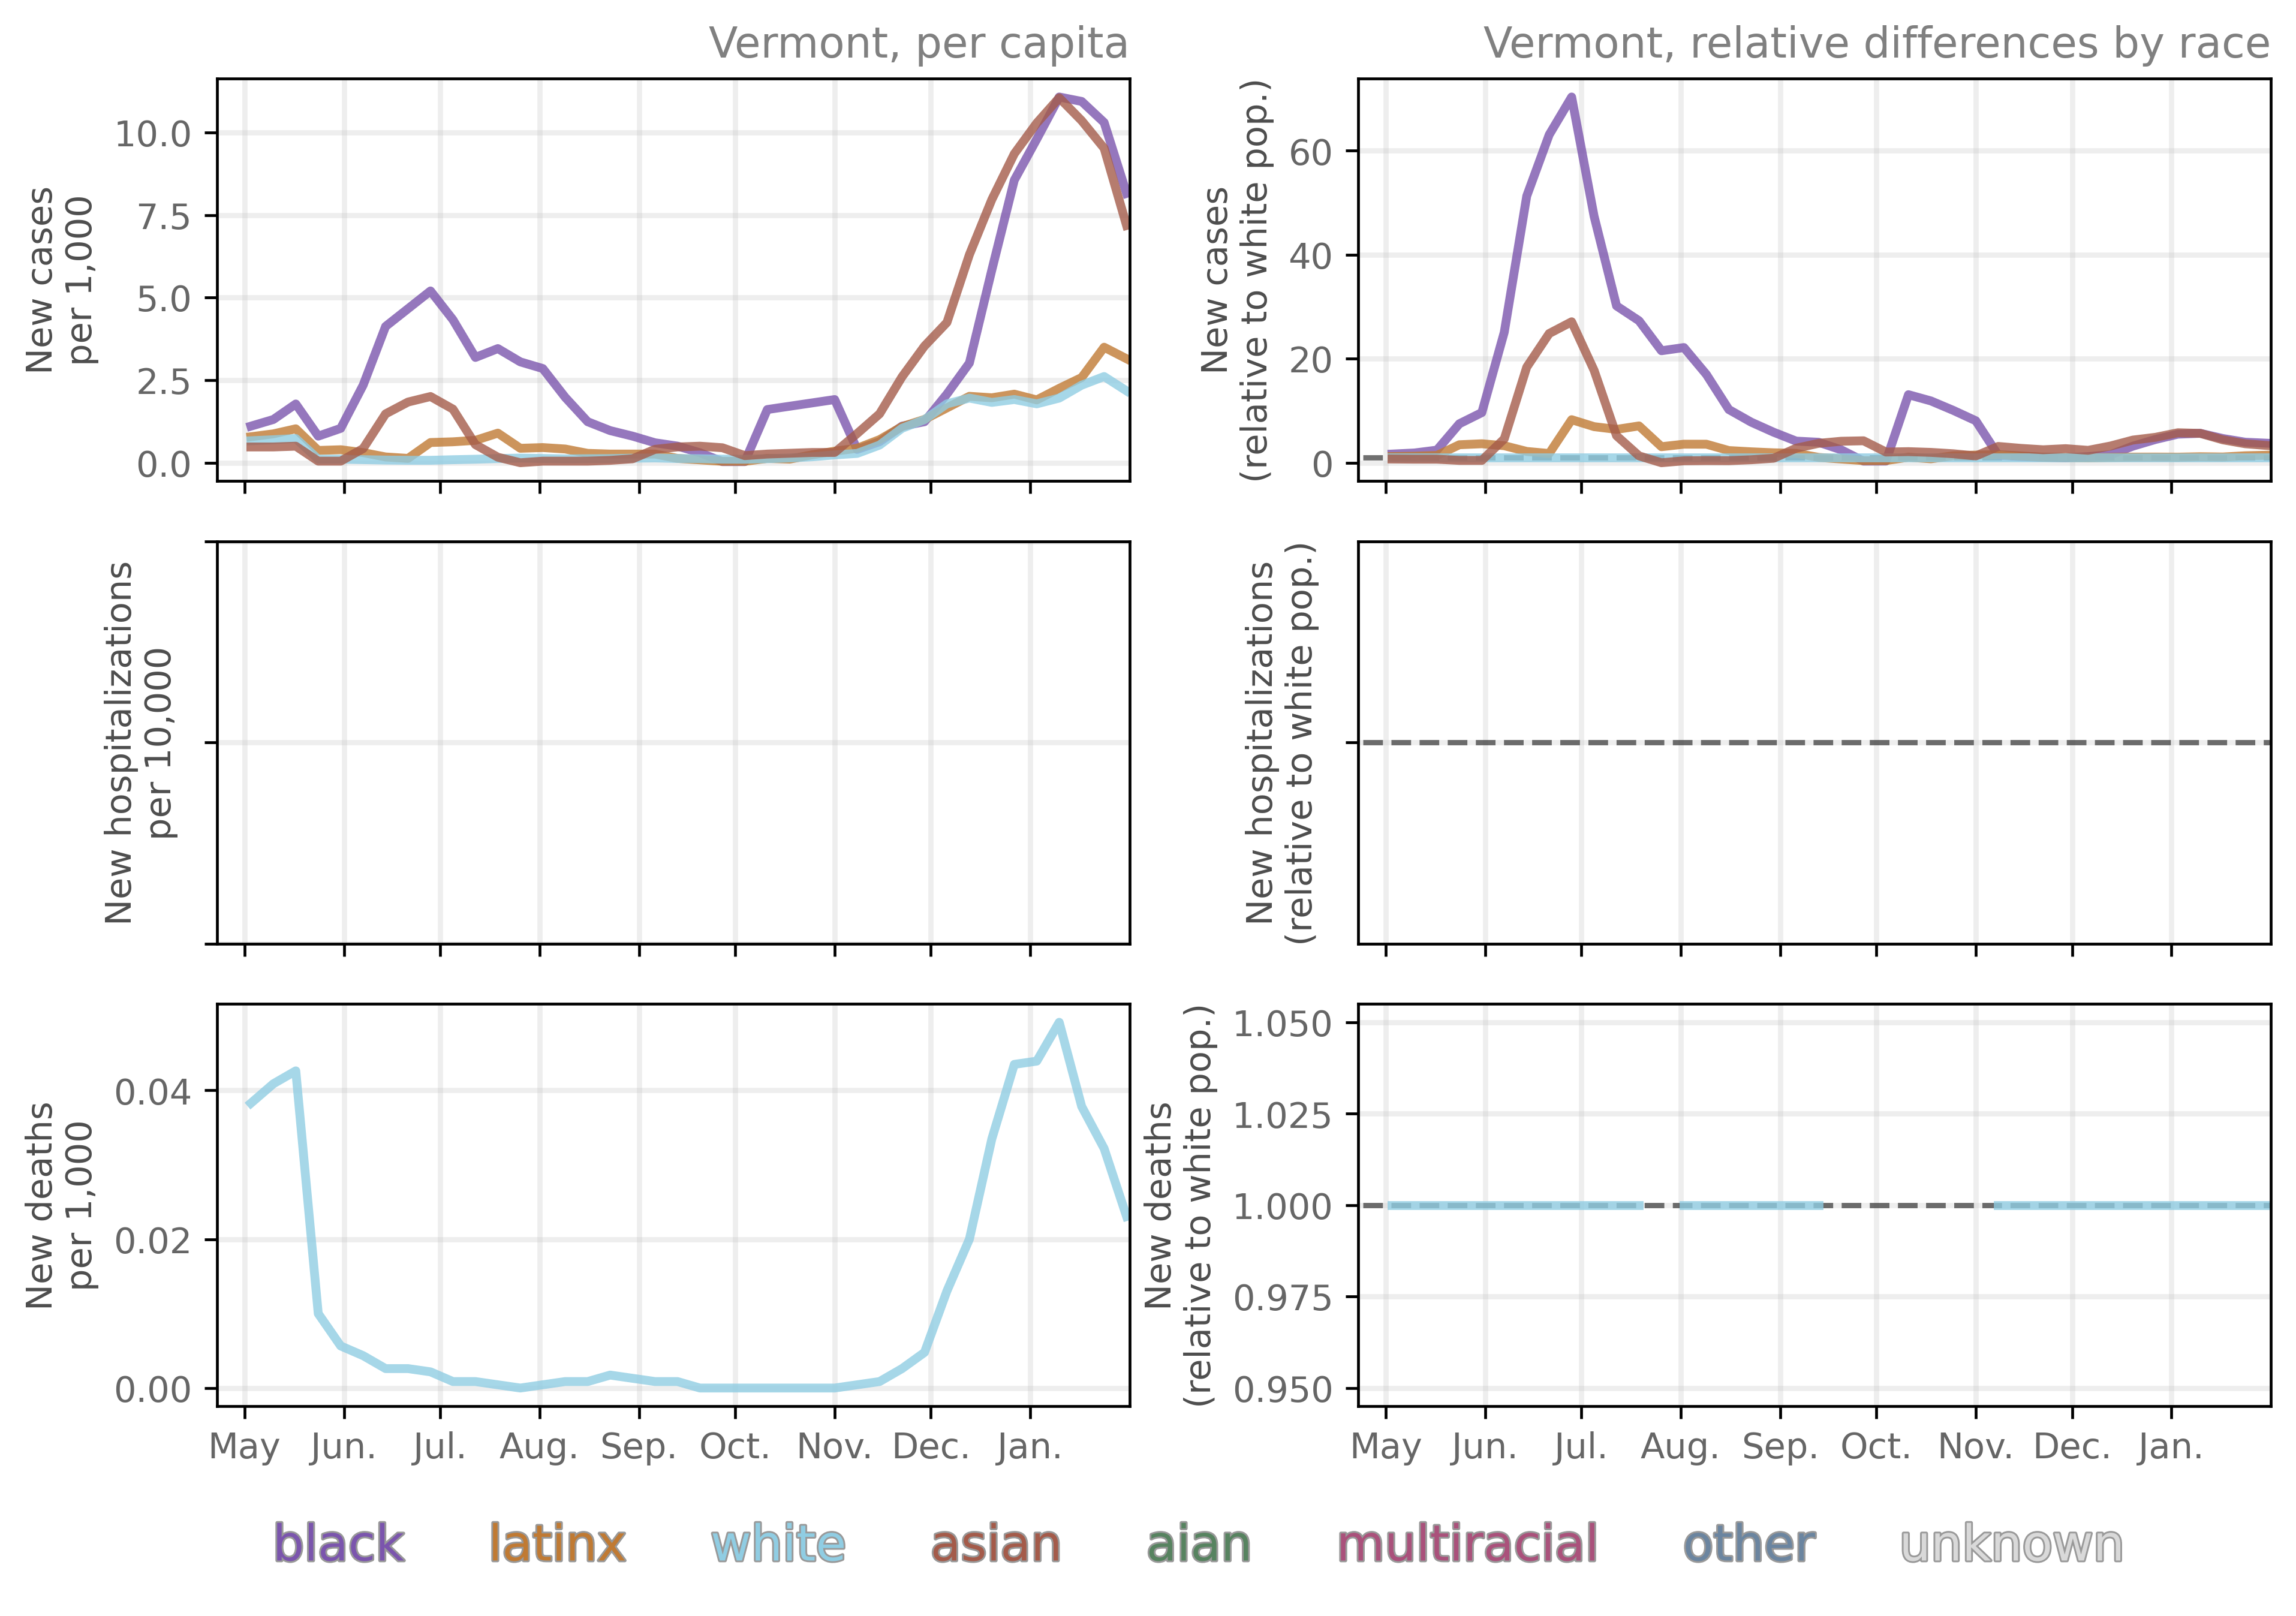 Vermont, per capita
Vermont, relative differences by race
New cases
per 1,000
10.0
7.5
5.0
2.5
0.0
New cases
(relative to white pop.)
60
40
20
0
New hospitalizations
per 10,000
New hospitalizations
(relative to white pop.)
New deaths
per 1,000
0.04
0.02
0.00
May Jun. Jul. Aug. Sep. Oct. Nov. Dec. Jan.
New deaths
(relative to white pop.)
1.050
1.025
1.000
0.975
0.950
May Jun. Jul. Aug. Sep. Oct. Nov. Dec. Jan.
black latinx white asian aian multiracial other unknown